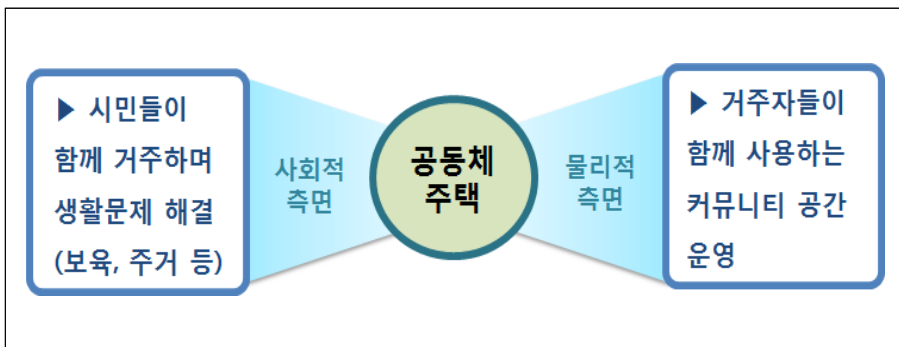 ▶ 시민들이
함께 거주하며
생활문제 해결
(보육, 주거 등)
사회적
측면
공동체
주택
물리적
측면
▶ 거주자들이
함께 사용하는
커뮤니티 공간
운영